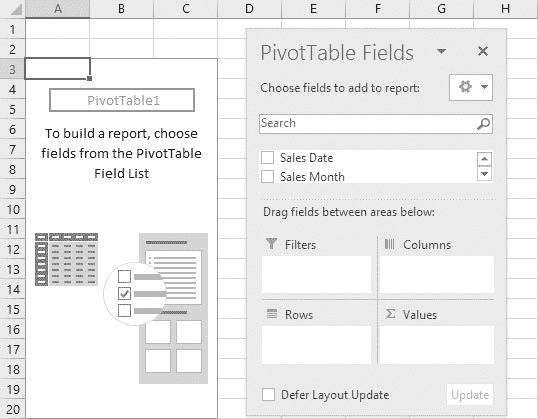 A B C D E F G H
1
2
3
4
5
6
7
8
9
10
11
12
13
14
15
16
17
18
19
20
PivotTable1
To build a report, choose
fields from the PivotTable
Field List
PivotTable Fields
Choose fields to add to report:
Search
Sales Date
Sales Month
Drag fields between areas below:
Filters
Columns
Rows
Σ Values
Defer Layout Update
Update